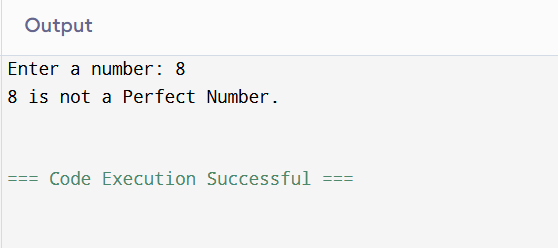 Output
Enter a number: 8
8 is not a Perfect Number.
=== Code Execution Successful ===